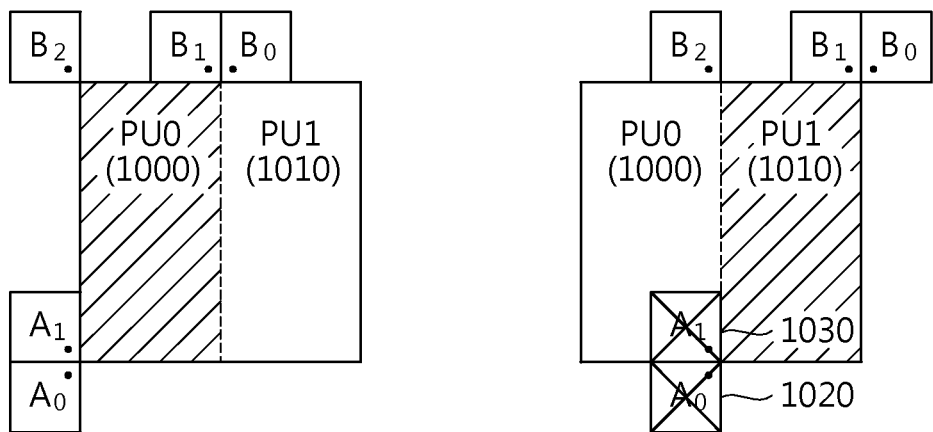 B2 B1 B0
PU0 PU1
(1000) (1010)
A1
A0
B2 B1 B0
PU0 PU1
(1000) (1010)
A1 1030
A0 1020